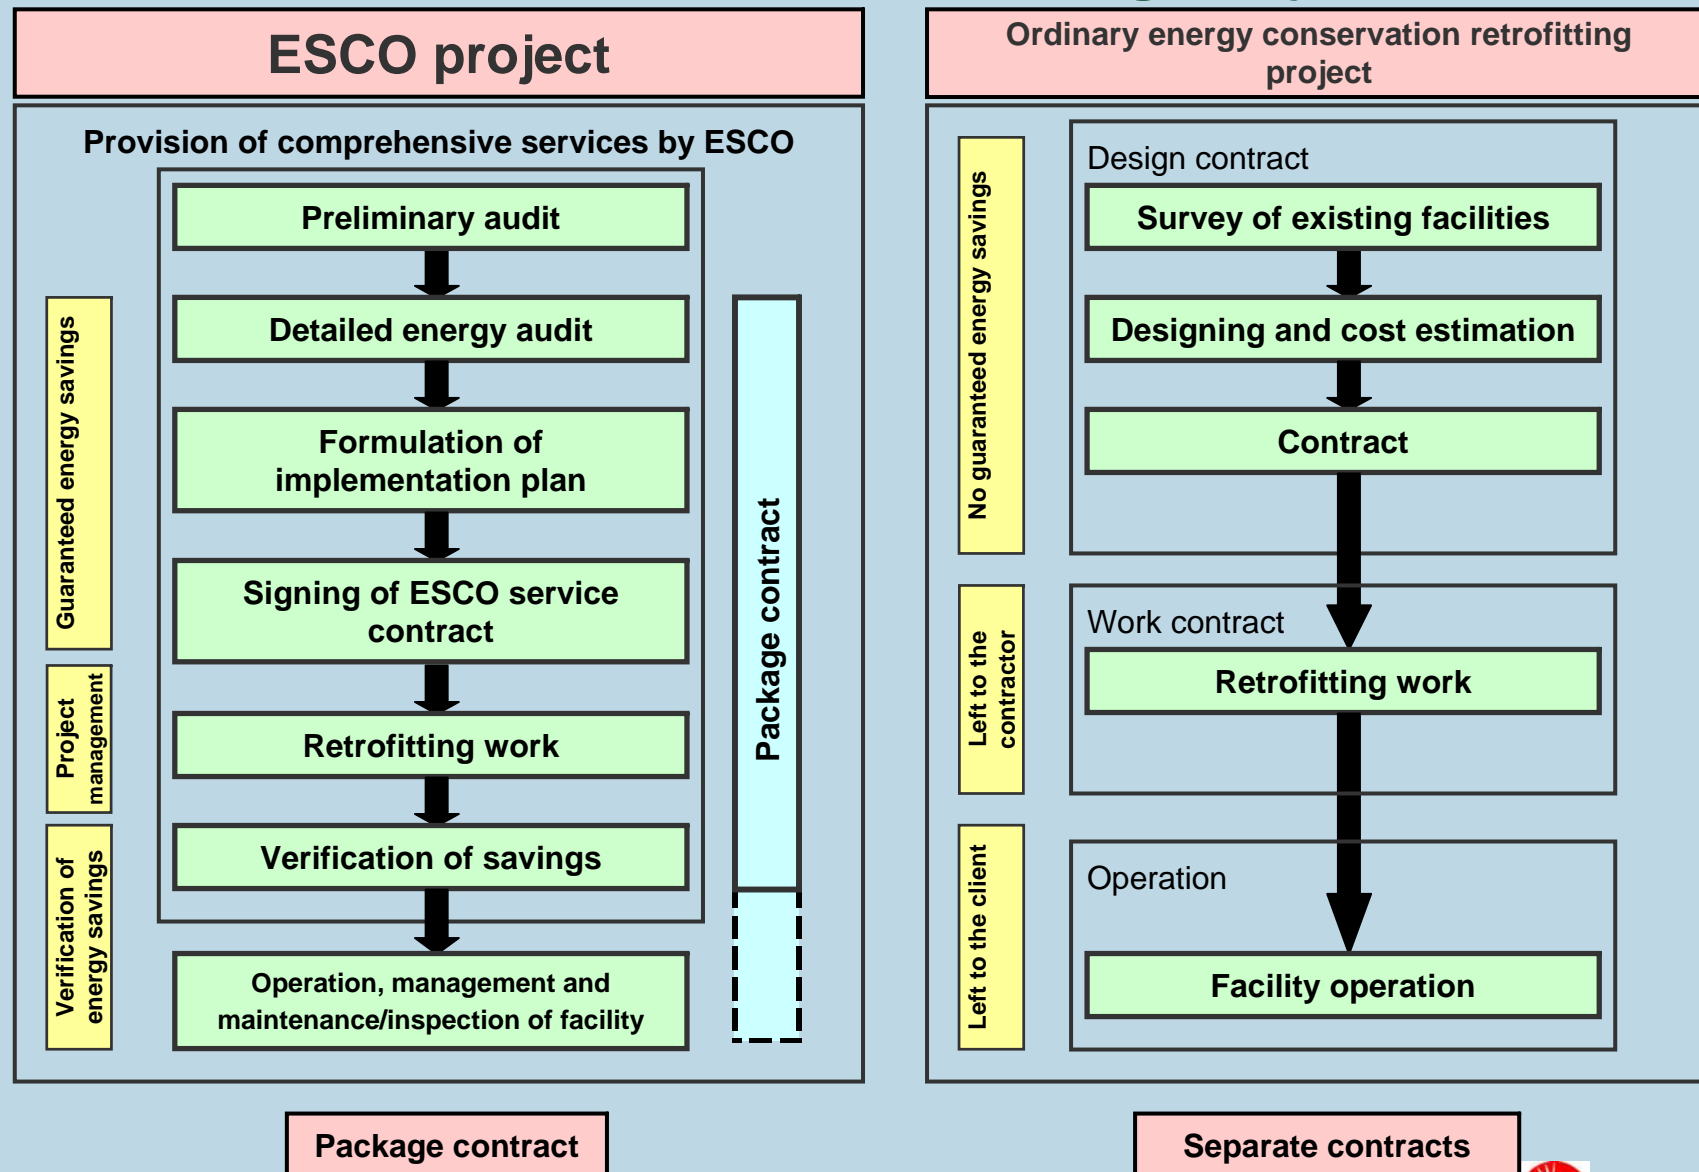 ESCO project
Provision of comprehensive services by ESCO
Preliminary audit
Detailed energy audit
Formulation of
implementation plan
Signing of ESCO service
contract
Retrofitting work
Verification of savings
Operation, management and
maintenance/inspection of facility
Guaranteed energy savings
Project
management
Verification of
energy savings
Package contract
Package contract
Ordinary energy conservation retrofitting
project
No guaranteed energy savings
Design contract
Survey of existing facilities
Designing and cost estimation
Contract
Left to the
contractor
Work contract
Retrofitting work
Left to the client
Operation
Facility operation
Separate contracts